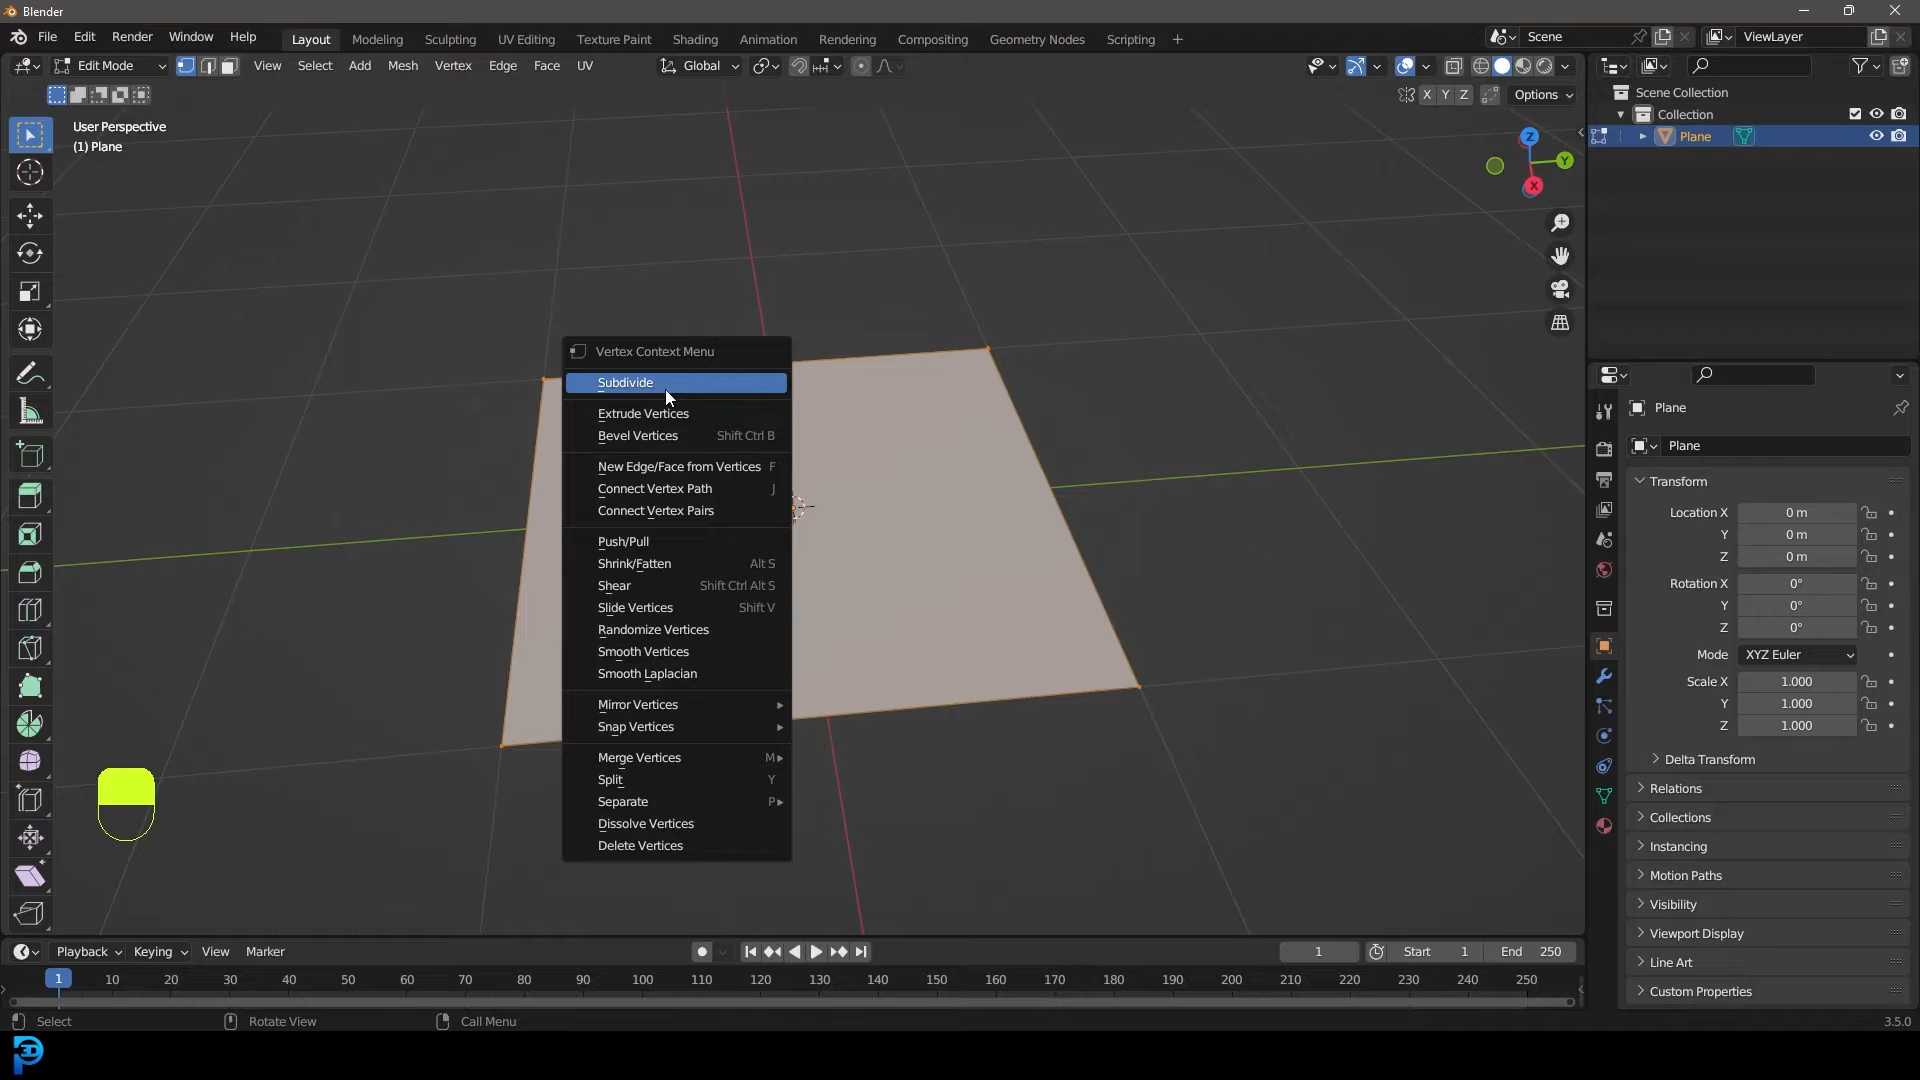 Blender
File Edit Render Window Help Layout Modeling Sculpting UV Editing Texture Paint Shading Animation Rendering Compositing Geometry Nodes Scripting + Scene ViewLayer
Edit Mode View Select Add Mesh Vertex Edge Face UV Global
X Y Z Options
User Perspective
(1) Plane
Z
Y
X
Scene Collection
Collection
Plane
Vertex Context Menu
Subdivide
Extrude Vertices
Bevel Vertices Shift Ctrl B
New Edge/Face from Vertices F
Connect Vertex Path J
Connect Vertex Pairs
Push/Pull
Shrink/Fatten Alt S
Shear Shift Ctrl Alt S
Slide Vertices Shift V
Randomize Vertices
Smooth Vertices
Smooth Laplacian
Mirror Vertices
Snap Vertices
Merge Vertices M
Split Y
Separate P
Dissolve Vertices
Delete Vertices
Plane
Plane
Transform
Location X 0 m
Y 0 m
Z 0 m
Rotation X 0°
Y 0°
Z 0°
Mode XYZ Euler
Scale X 1.000
Y 1.000
Z 1.000
Delta Transform
Relations
Collections
Instancing
Motion Paths
Visibility
Viewport Display
Line Art
Custom Properties
Playback Keying View Marker 1 Start 1 End 250
1 10 20 30 40 50 60 70 80 90 100 110 120 130 140 150 160 170 180 190 200 210 220 230 240 250
Select Rotate View Call Menu 3.5.0
3D